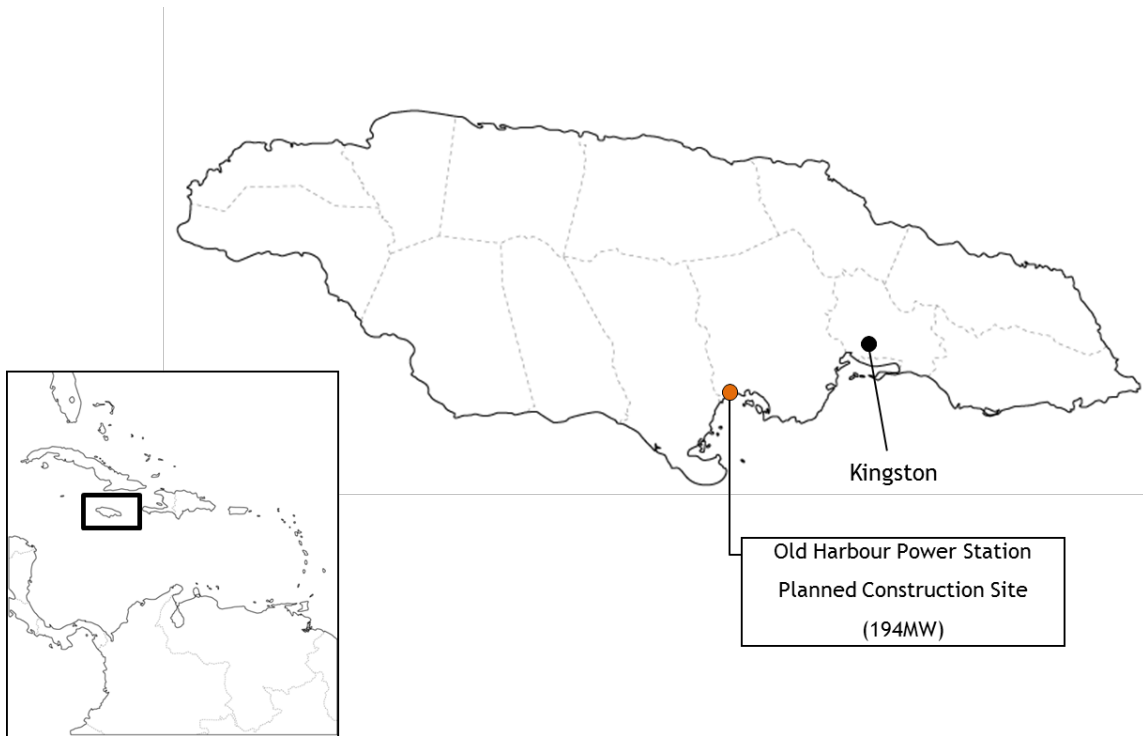 Kingston
Old Harbour Power Station
Planned Construction Site
(194MW)